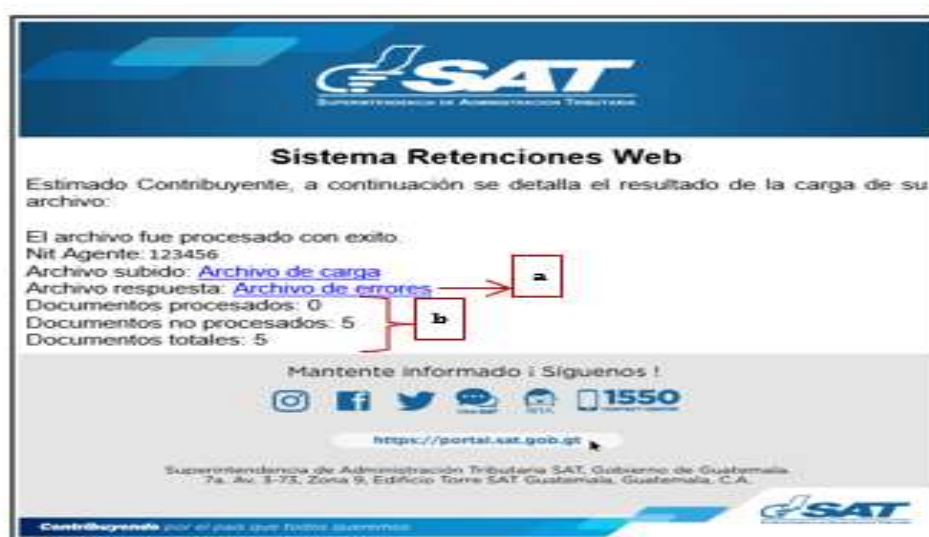 SAT
SUPERINTENDENCIA DE ADMINISTRACIÓN TRIBUTARIA
Sistema Retenciones Web
Estimado Contribuyente, a continuación se detalla el resultado de la carga de su
archivo:
El archivo fue procesado con exito.
Nit Agente: 123456
Archivo subido: Archivo de carga
Archivo respuesta: Archivo de errores
a
Documentos procesados: 0
Documentos no procesados: 5
b
Documentos totales: 5
Mantente informado ¡ Síguenos !
1550
https://portal.sat.gob.gt
Superintendencia de Administración Tributaria SAT, Gobierno de Guatemala
7a. Av. 3-73, Zona 9, Edificio Torre SAT Guatemala, Guatemala, C.A.
Contribuyendo por el país que todos queremos
SAT